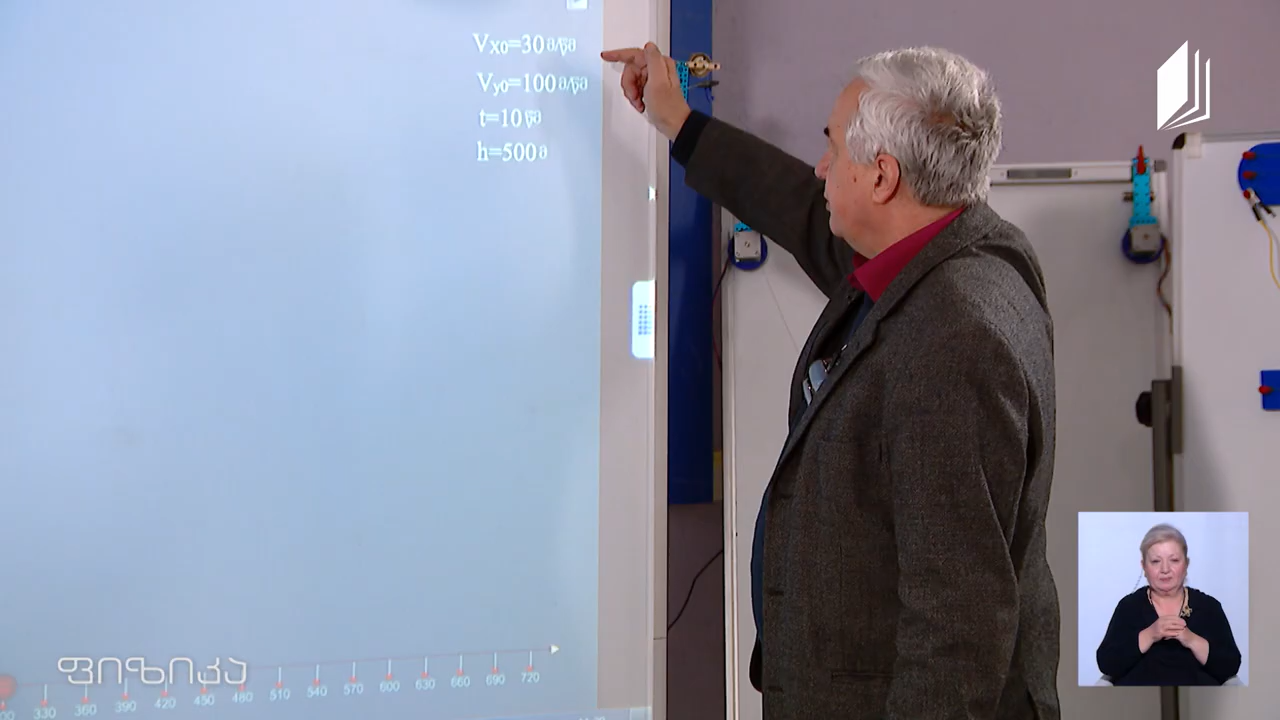 Vx0=30 მ/წმ
Vy0=100 მ/წმ
t=10 წმ
h=500 მ
ფიზიკა
330 360 390 420 450 480 510 540 570 600 630 660 690 720